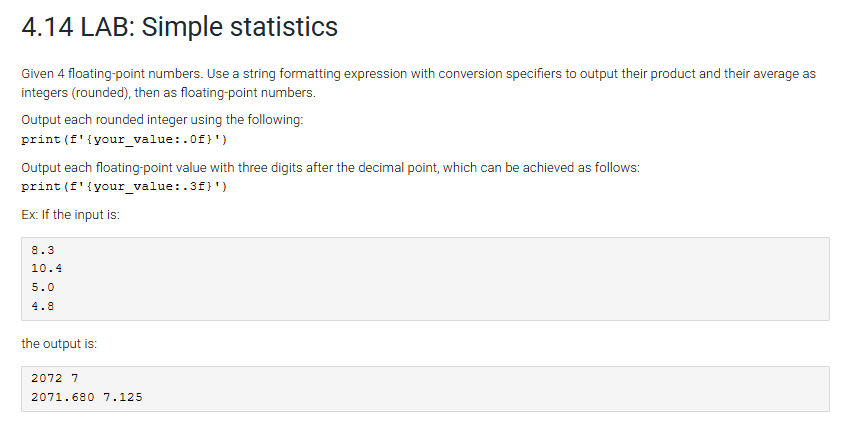 4.14 LAB: Simple statistics
Given 4 floating-point numbers. Use a string formatting expression with conversion specifiers to output their product and their average as
integers (rounded), then as floating-point numbers.
Output each rounded integer using the following:
print(f'{your_value:.0f}')
Output each floating-point value with three digits after the decimal point, which can be achieved as follows:
print(f'{your_value:.3f}')
Ex: If the input is:
8.3
10.4
5.0
4.8
the output is:
2072 7
2071.680 7.125